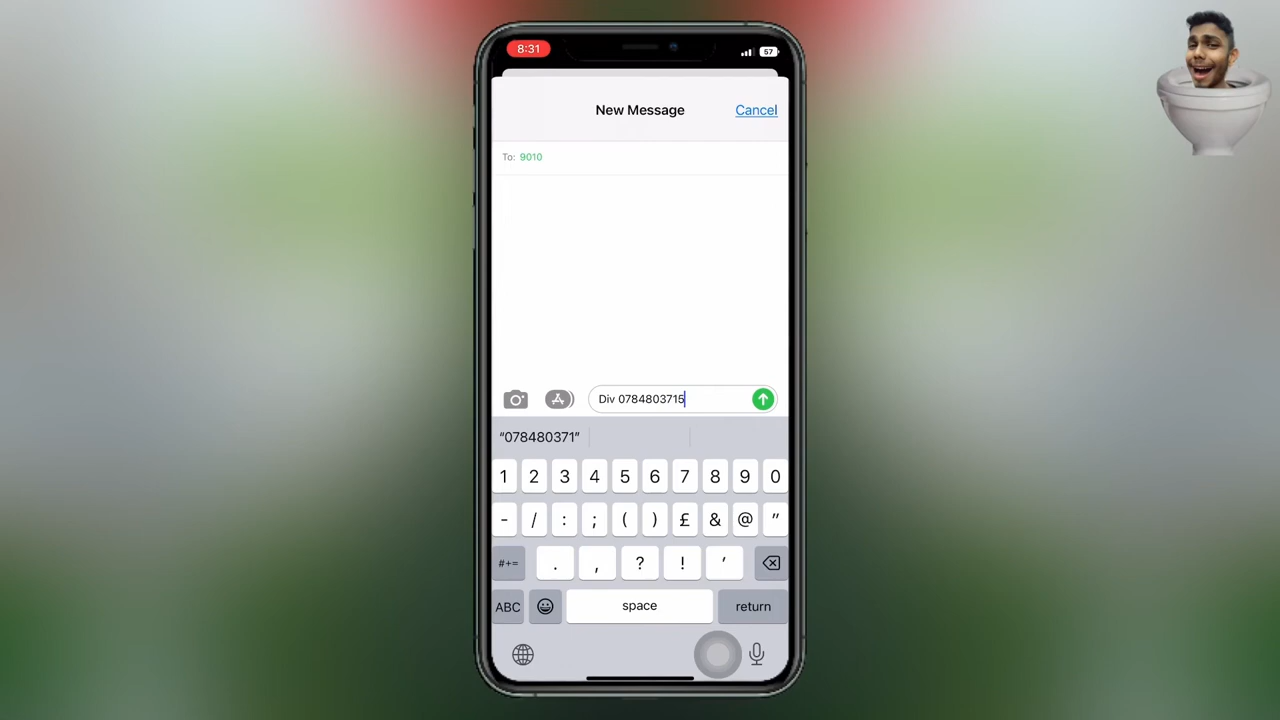 8:31
57
New Message
Cancel
To: 9010
Div 0784803715
"078480371"
1 2 3 4 5 6 7 8 9 0
- / : ; ( ) £ & @ "
#+= . , ? ! '
ABC space return